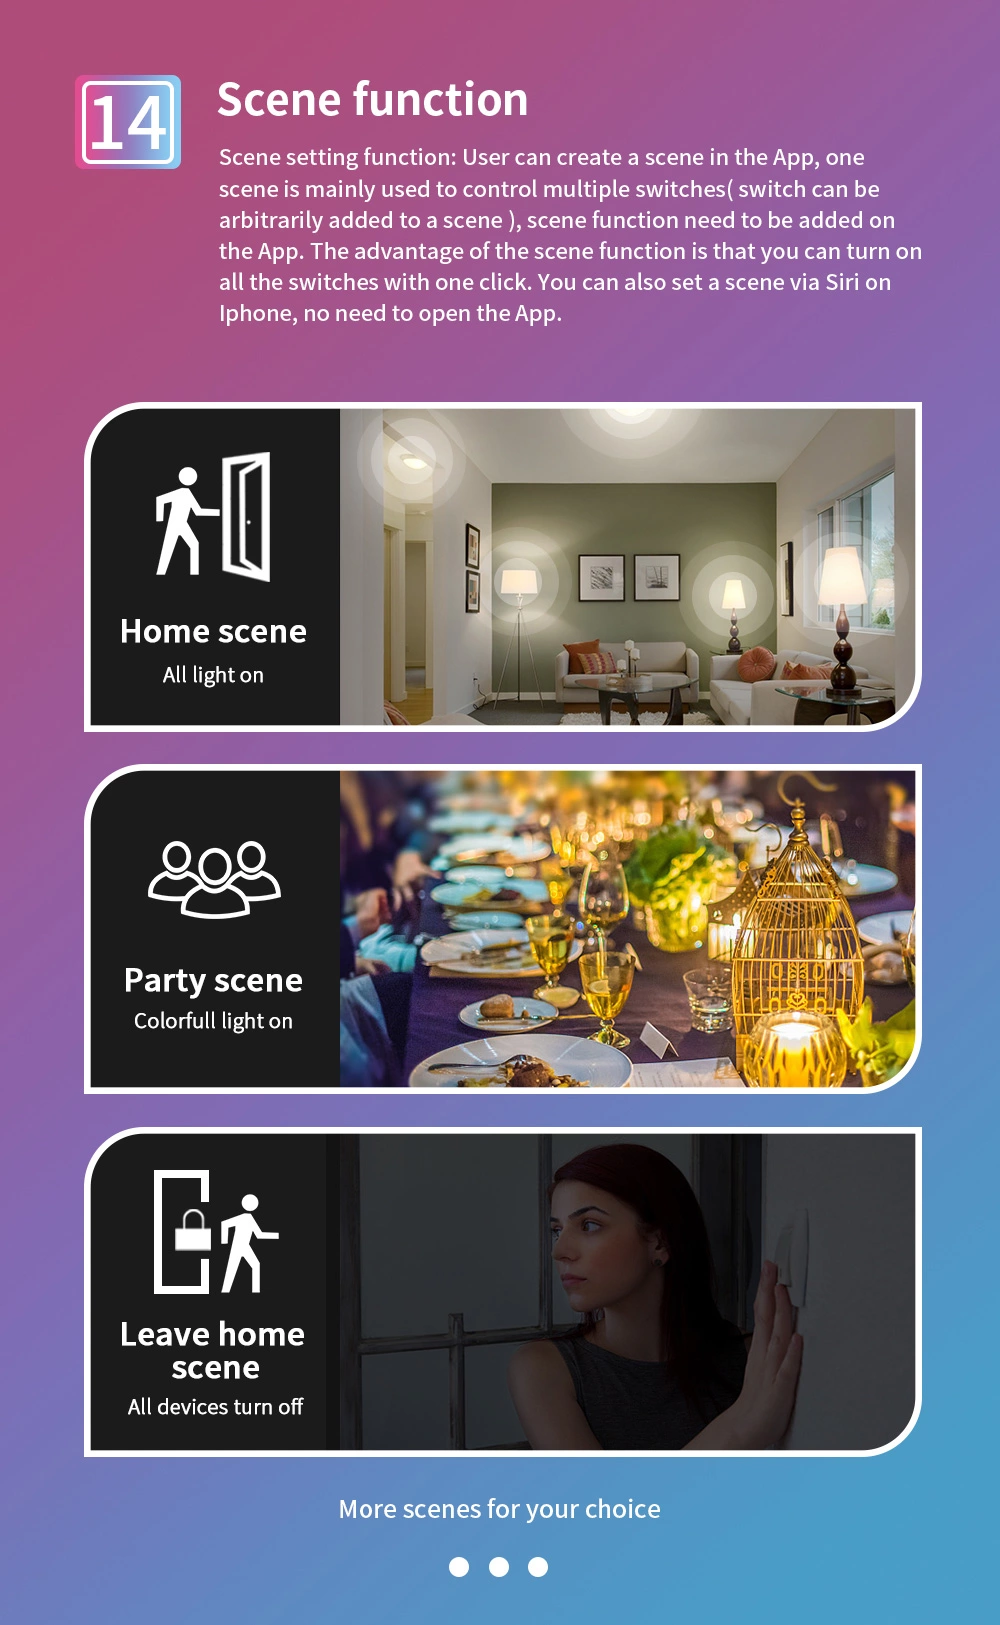 14
Scene function
Scene setting function: User can create a scene in the App, one
scene is mainly used to control multiple switches( switch can be
arbitrarily added to a scene ), scene function need to be added on
the App. The advantage of the scene function is that you can turn on
all the switches with one click. You can also set a scene via Siri on
Iphone, no need to open the App.
Home scene
All light on
Party scene
Colorfull light on
Leave home
scene
All devices turn off
More scenes for your choice